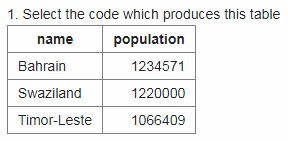 1. Select the code which produces this table
name population
Bahrain 1234571
Swaziland 1220000
Timor-Leste 1066409